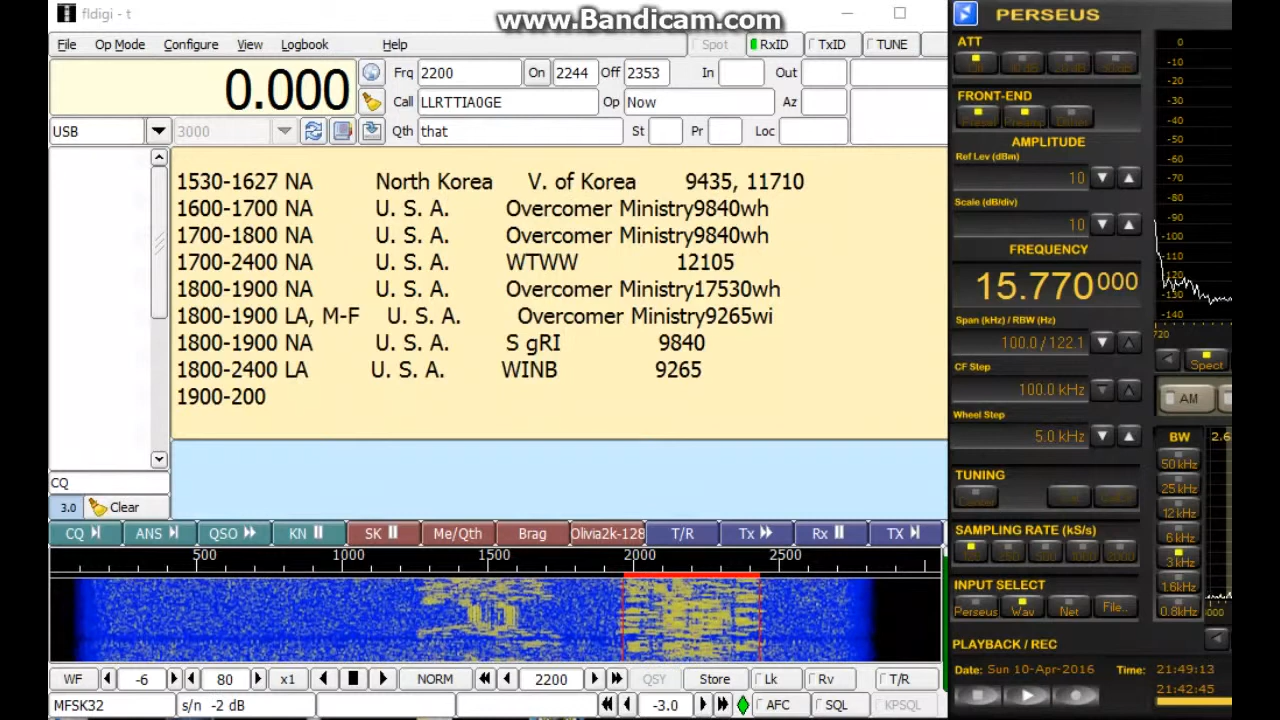 www.Bandicam.com
fldigi - t
File Op Mode Configure View Logbook Help Spot RxID TxID TUNE
0.000
Frq 2200 On 2244 Off 2353 In Out
Call LLRTTIA0GE Op Now Az
USB 3000 Qth that St Pr Loc
1530-1627 NA North Korea V. of Korea 9435, 11710
1600-1700 NA U. S. A. Overcomer Ministry9840wh
1700-1800 NA U. S. A. Overcomer Ministry9840wh
1700-2400 NA U. S. A. WTWW 12105
1800-1900 NA U. S. A. Overcomer Ministry17530wh
1800-1900 LA, M-F U. S. A. Overcomer Ministry9265wi
1800-1900 NA U. S. A. S gRI 9840
1800-2400 LA U. S. A. WINB 9265
1900-200
CQ
3.0 Clear
CQ ANS QSO KN SK Me/Qth Brag Olivia2k-128 T/R Tx Rx TX
500 1000 1500 2000 2500
WF -6 80 x1 NORM 2200 QSY Store Lk Rv T/R
MFSK32 s/n -2 dB -3.0 AFC SQL KPSQL
PERSEUS
ATT
FRONT-END
AMPLITUDE
Ref Lev (dBm)
10
Scale (dB/div)
10
FREQUENCY
15.770000
Span (kHz) / RBW (Hz)
100.0 / 122.1
CF Step
100.0 kHz
Wheel Step
5.0 kHz
TUNING
SAMPLING RATE (kS/s)
INPUT SELECT
Perseus Wav Net File..
PLAYBACK / REC
Date: Sun 10-Apr-2016 Time: 21:49:13
21:42:45
0
-10
-20
-30
-40
-50
-60
-70
-80
-90
-100
-110
-120
-130
-140
720
Spect
AM
BW 2.6
50 kHz
25 kHz
12 kHz
6 kHz
3 kHz
1.6kHz
0.8kHz 000